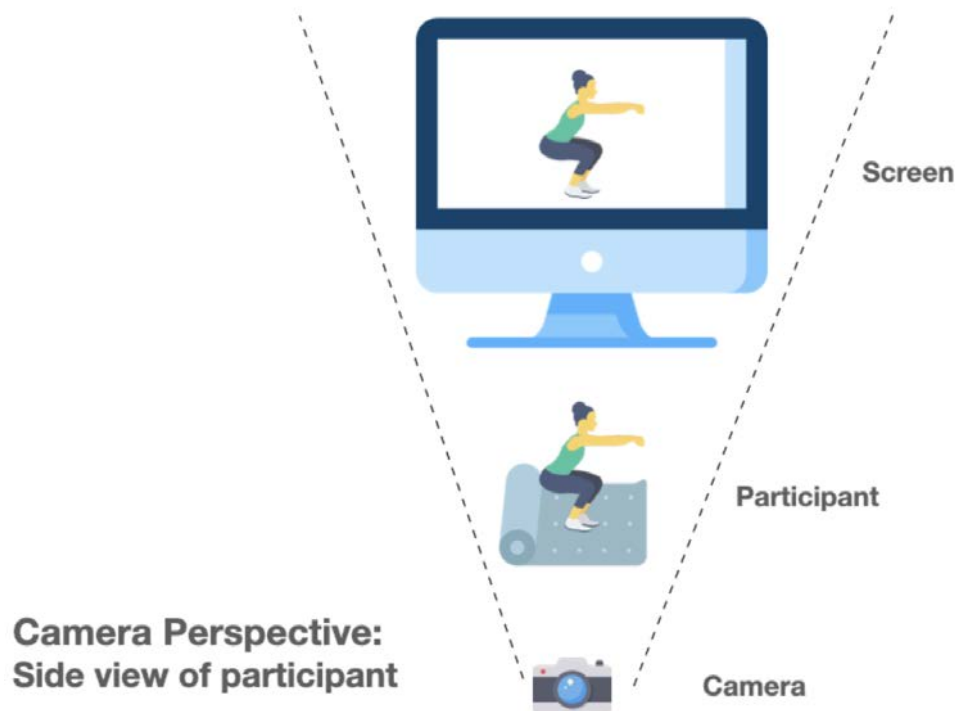 Screen
Participant
Camera Perspective:
Side view of participant
Camera